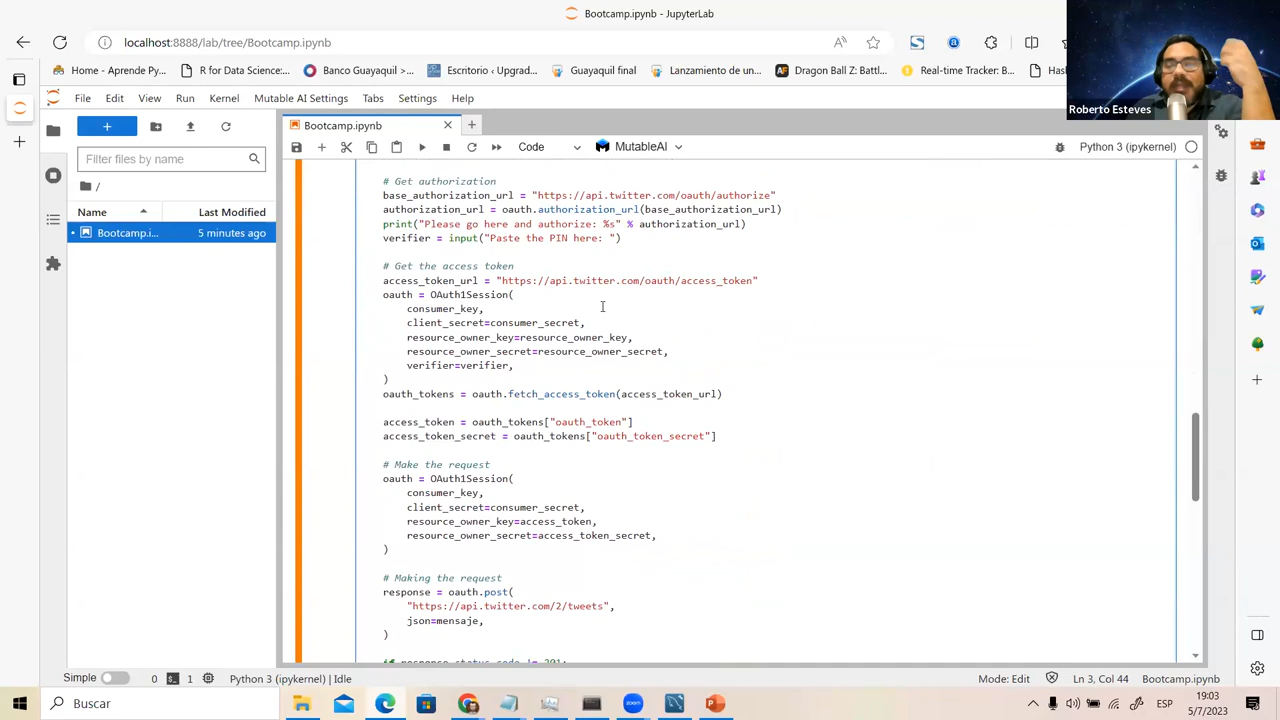 Bootcamp.ipynb - JupyterLab
localhost:8888/lab/tree/Bootcamp.ipynb
Home - Aprende Py...
R for Data Science:...
Banco Guayaquil >...
Escritorio - Upgrad...
Guayaquil final
Lanzamiento de un...
Dragon Ball Z: Battl...
Real-time Tracker: B...
Roberto Esteves
File Edit View Run Kernel Mutable AI Settings Tabs Settings Help
Bootcamp.ipynb
Filter files by name
Code
MutableAI
Python 3 (ipykernel)
/
Name
Last Modified
Bootcamp.i...
5 minutes ago
# Get authorization
base_authorization_url = "https://api.twitter.com/oauth/authorize"
authorization_url = oauth.authorization_url(base_authorization_url)
print("Please go here and authorize: %s" % authorization_url)
verifier = input("Paste the PIN here: ")
# Get the access token
access_token_url = "https://api.twitter.com/oauth/access_token"
oauth = OAuth1Session(
consumer_key,
client_secret=consumer_secret,
resource_owner_key=resource_owner_key,
resource_owner_secret=resource_owner_secret,
verifier=verifier,
)
oauth_tokens = oauth.fetch_access_token(access_token_url)
access_token = oauth_tokens["oauth_token"]
access_token_secret = oauth_tokens["oauth_token_secret"]
# Make the request
oauth = OAuth1Session(
consumer_key,
client_secret=consumer_secret,
resource_owner_key=access_token,
resource_owner_secret=access_token_secret,
)
# Making the request
response = oauth.post(
"https://api.twitter.com/2/tweets",
json=mensaje,
)
if response.status_code != 201:
Simple
0
1
Python 3 (ipykernel) | Idle
Mode: Edit
Ln 3, Col 44
Bootcamp.ipynb
Buscar
ESP
19:03
5/7/2023